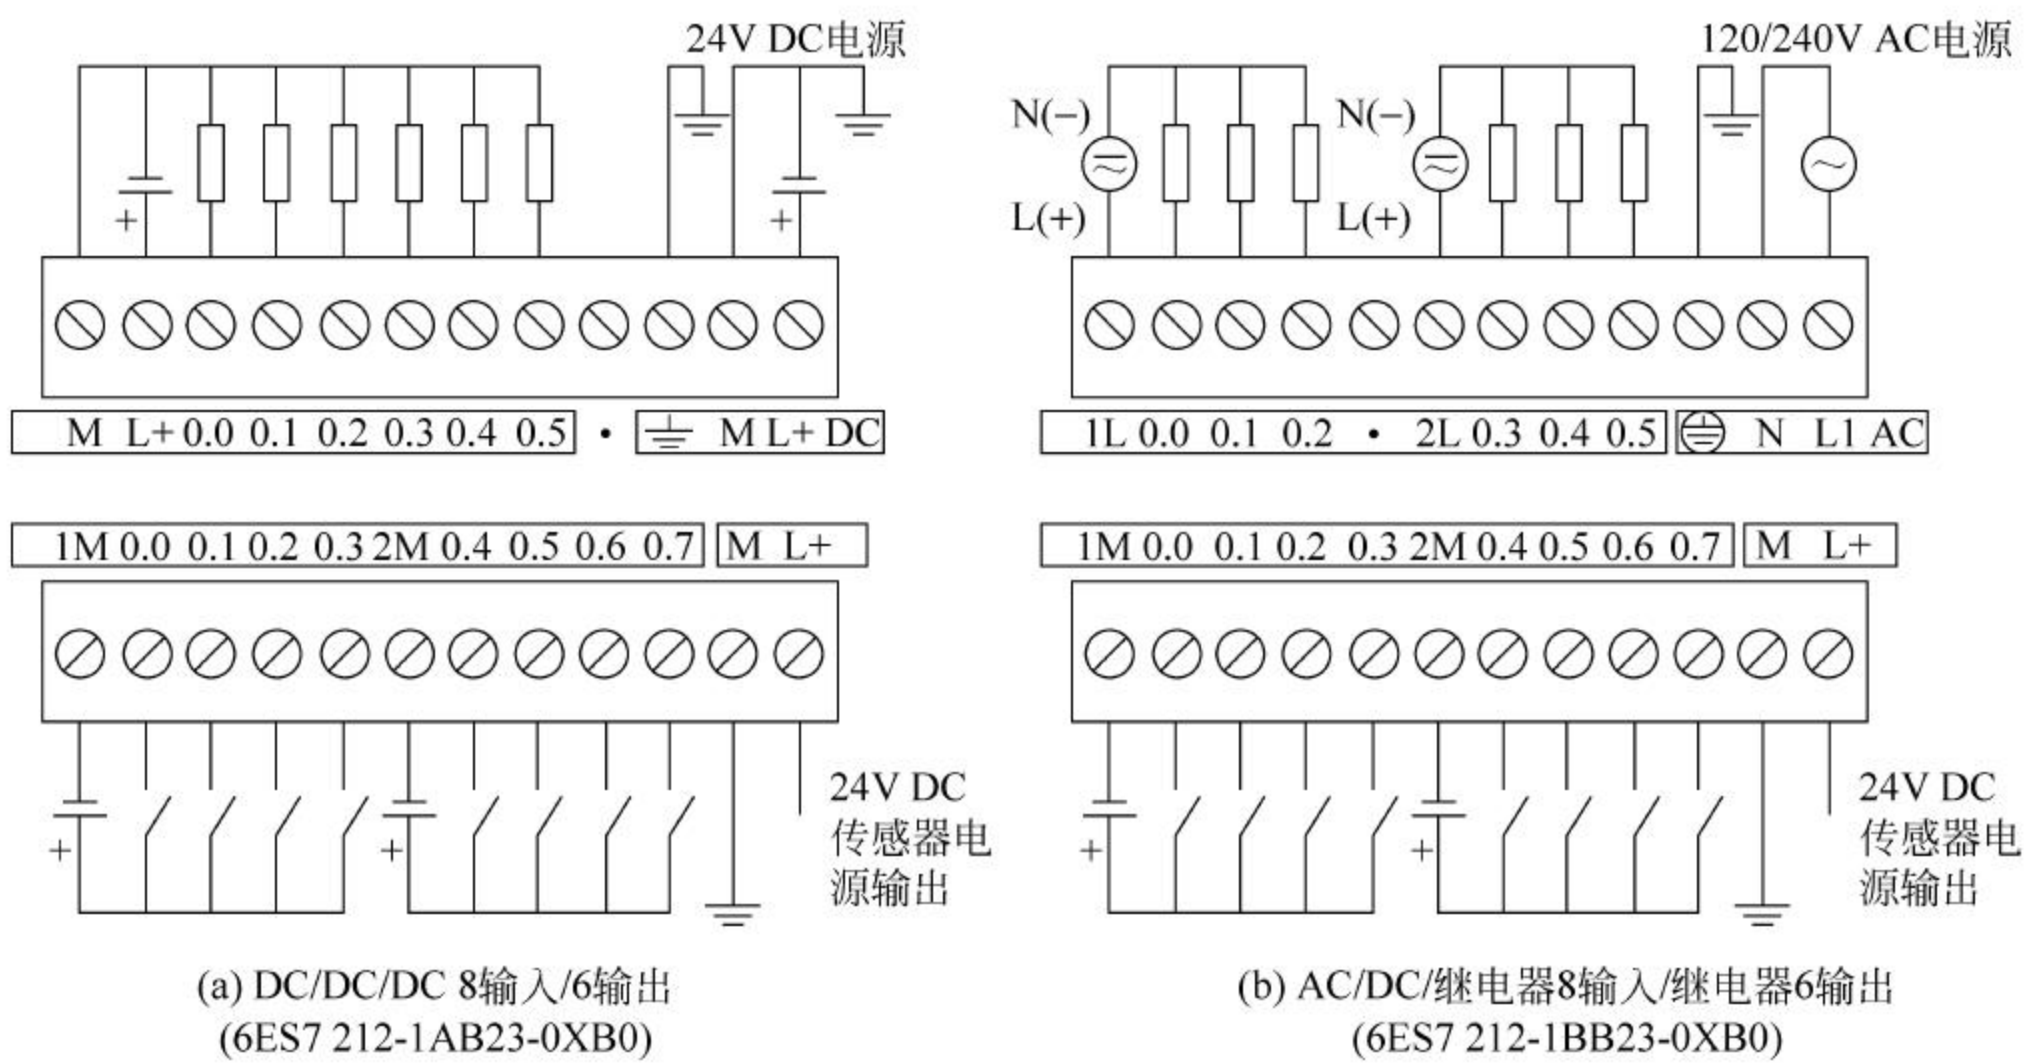 24V DC电源
+
+
M L+ 0.0 0.1 0.2 0.3 0.4 0.5 • M L+ DC
1M 0.0 0.1 0.2 0.3 2M 0.4 0.5 0.6 0.7 M L+
+
+
24V DC
传感器电
源输出
(a) DC/DC/DC 8输入/6输出
(6ES7 212-1AB23-0XB0)
120/240V AC电源
N(−)
N(−)
L(+)
L(+)
1L 0.0 0.1 0.2 • 2L 0.3 0.4 0.5 N L1 AC
1M 0.0 0.1 0.2 0.3 2M 0.4 0.5 0.6 0.7 M L+
+
+
24V DC
传感器电
源输出
(b) AC/DC/继电器8输入/继电器6输出
(6ES7 212-1BB23-0XB0)